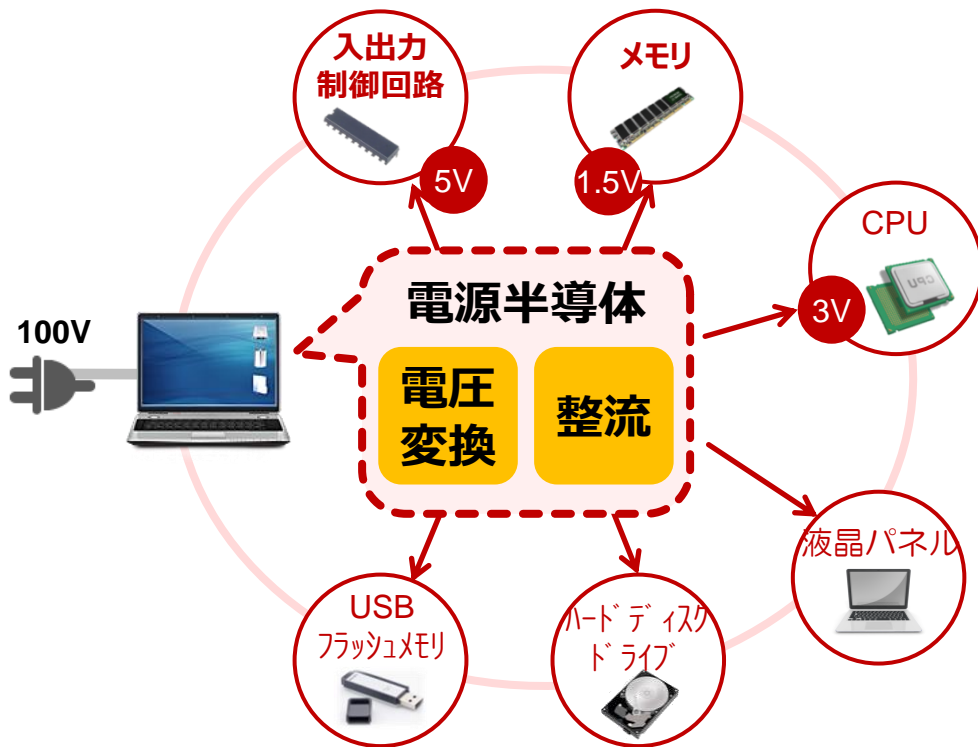 入出力
制御回路
5V
メモリ
1.5V
CPU
3V
100V
電源半導体
電圧
変換
整流
液晶パネル
USB
フラッシュメモリ
ハードディスク
ドライブ
CPU